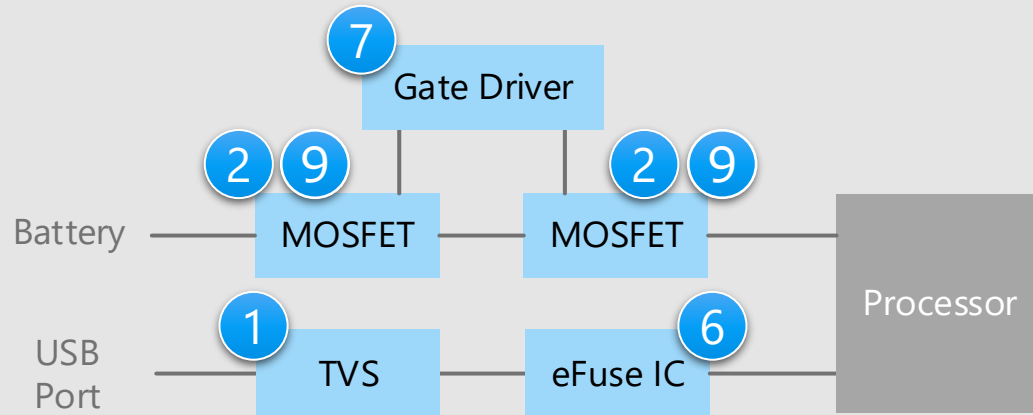 7
Gate Driver
2 9 2 9
Battery MOSFET MOSFET
Processor
1 6
USB
Port
TVS eFuse IC